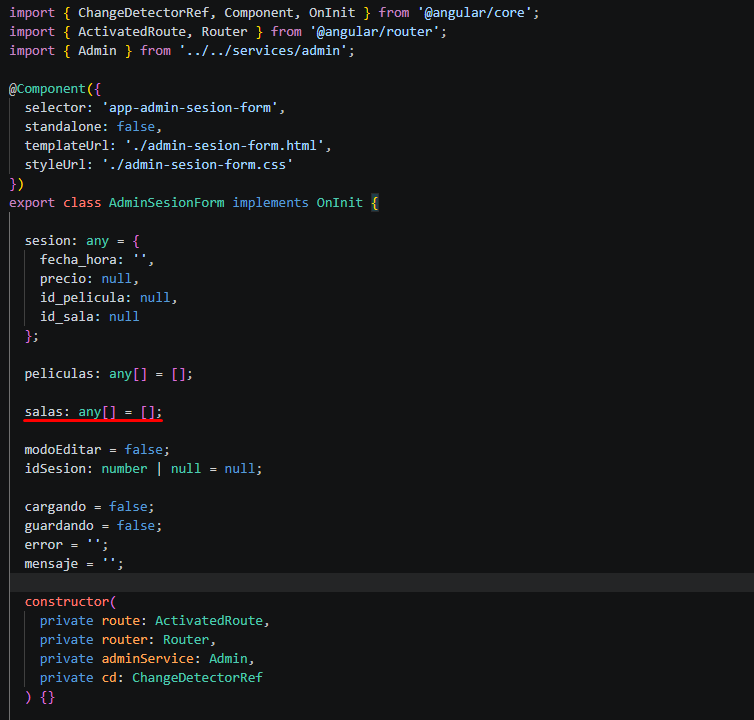 import { ChangeDetectorRef, Component, OnInit } from '@angular/core';
import { ActivatedRoute, Router } from '@angular/router';
import { Admin } from '../../services/admin';

@Component({
  selector: 'app-admin-sesion-form',
  standalone: false,
  templateUrl: './admin-sesion-form.html',
  styleUrl: './admin-sesion-form.css'
})
export class AdminSesionForm implements OnInit {

  sesion: any = {
    fecha_hora: '',
    precio: null,
    id_pelicula: null,
    id_sala: null
  };

  peliculas: any[] = [];

  salas: any[] = [];

  modoEditar = false;
  idSesion: number | null = null;

  cargando = false;
  guardando = false;
  error = '';
  mensaje = '';

  constructor(
    private route: ActivatedRoute,
    private router: Router,
    private adminService: Admin,
    private cd: ChangeDetectorRef
  ) {}